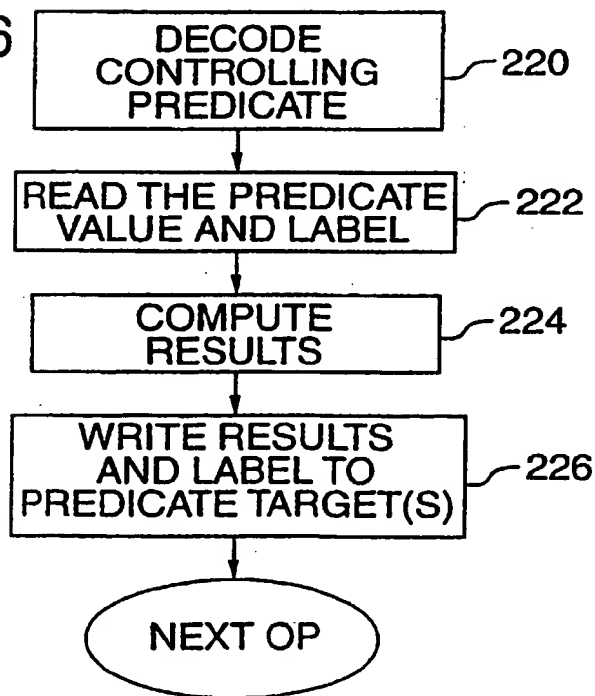 6
DECODE
CONTROLLING
PREDICATE
220
READ THE PREDICATE
VALUE AND LABEL
222
COMPUTE
RESULTS
224
WRITE RESULTS
AND LABEL TO
PREDICATE TARGET(S)
226
NEXT OP